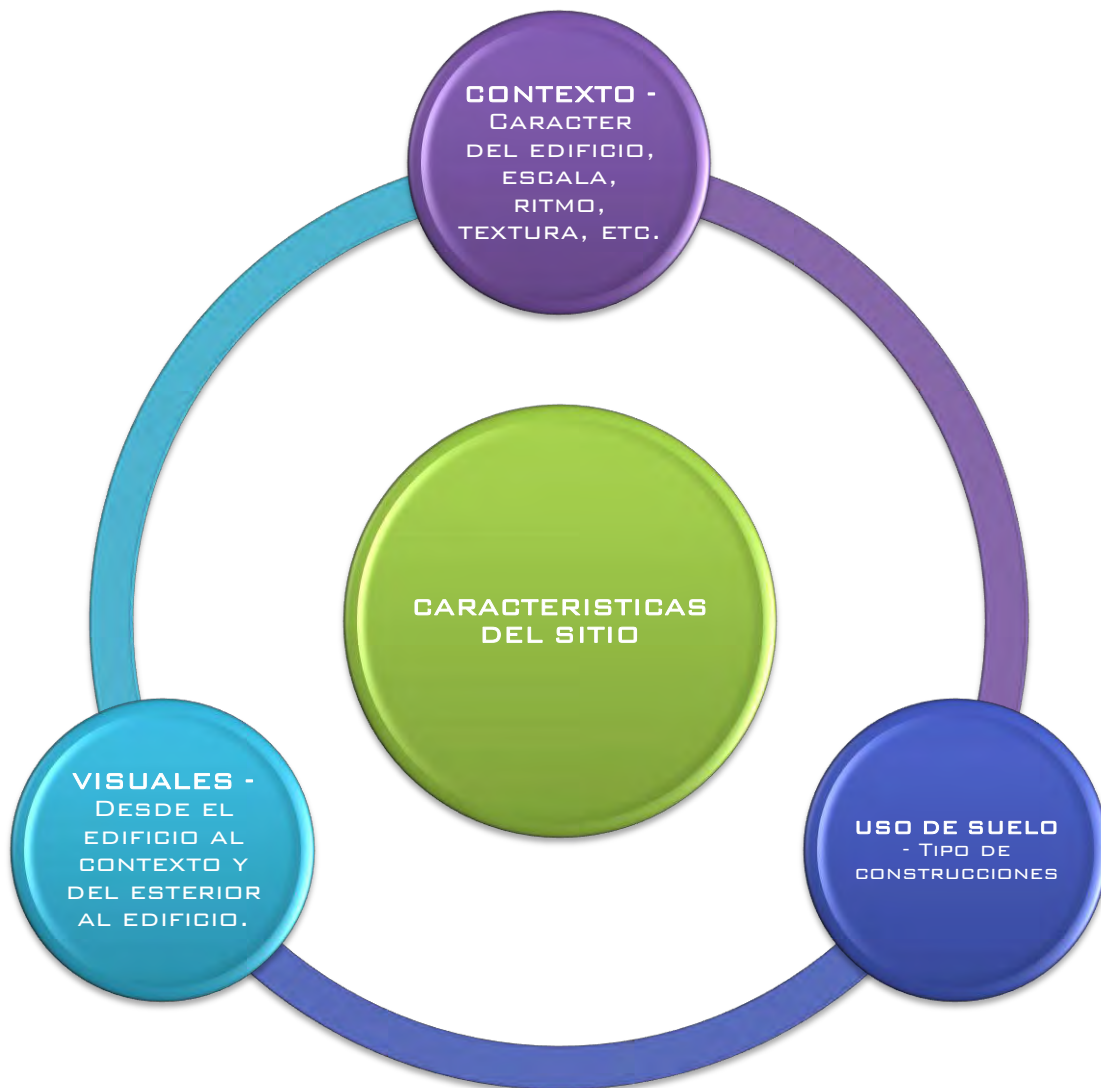 CONTEXTO -
CARACTER
DEL EDIFICIO,
ESCALA,
RITMO,
TEXTURA, ETC.
CARACTERISTICAS
DEL SITIO
VISUALES -
DESDE EL
EDIFICIO AL
CONTEXTO Y
DEL ESTERIOR
AL EDIFICIO.
USO DE SUELO
- TIPO DE
CONSTRUCCIONES